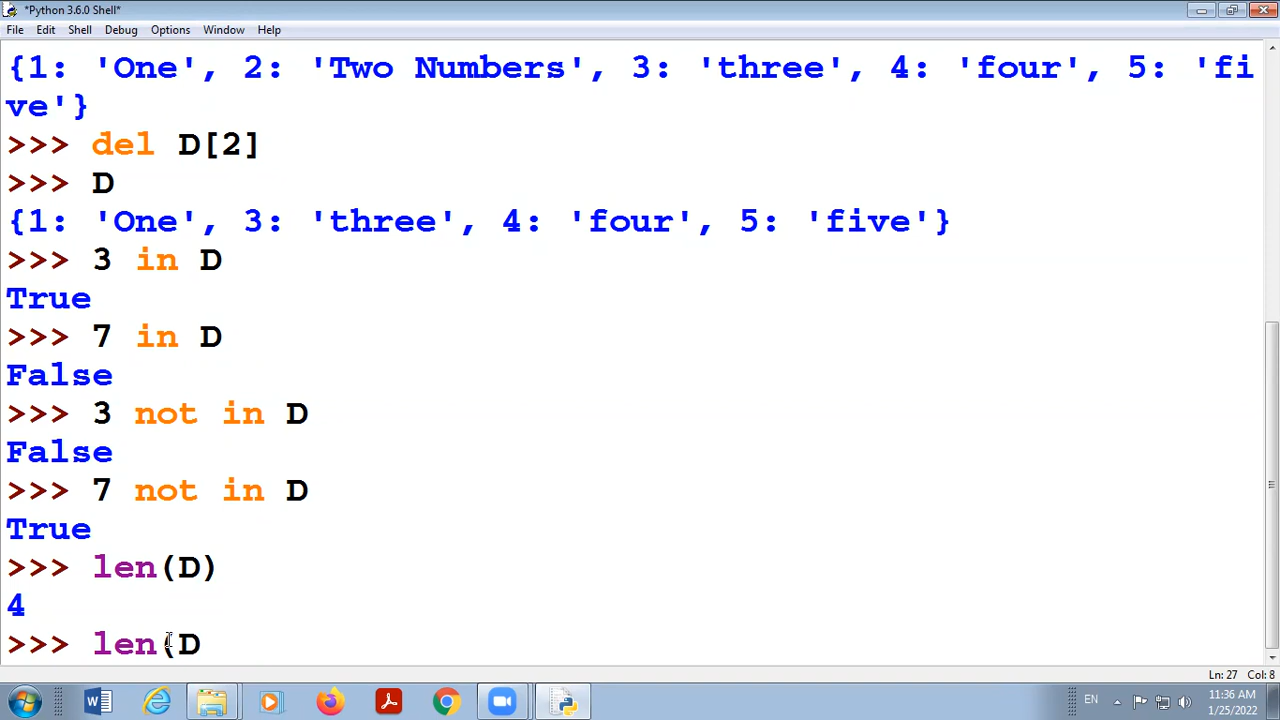 *Python 3.6.0 Shell*
File Edit Shell Debug Options Window Help
{1: 'One', 2: 'Two Numbers', 3: 'three', 4: 'four', 5: 'fi
ve'}
>>> del D[2]
>>> D
{1: 'One', 3: 'three', 4: 'four', 5: 'five'}
>>> 3 in D
True
>>> 7 in D
False
>>> 3 not in D
False
>>> 7 not in D
True
>>> len(D)
4
>>> len(D
Ln: 27 Col: 8
EN
11:36 AM
1/25/2022